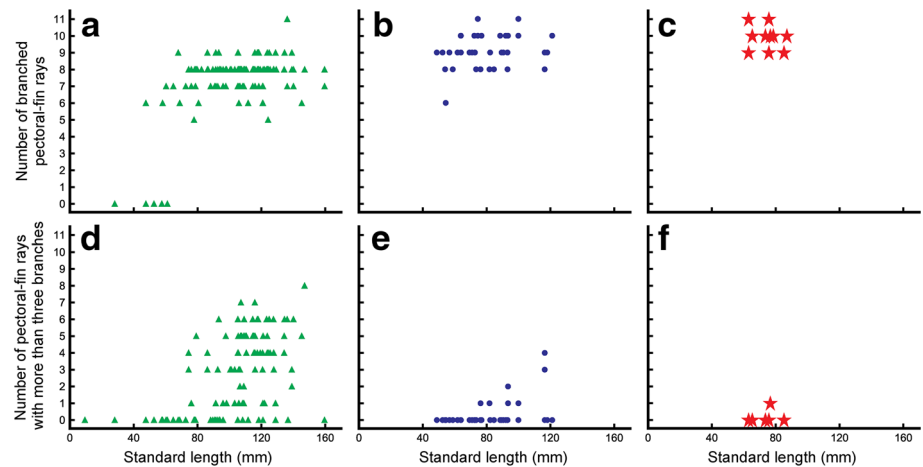 a
b
c
11
10
9
8
7
6
5
4
3
2
1
0
Number of branched
pectoral-fin rays
d
e
f
11
10
9
8
7
6
5
4
3
2
1
0
Number of pectoral-fin rays
with more than three branches
0 40 80 120 160
0 40 80 120 160
0 40 80 120 160
Standard length (mm)
Standard length (mm)
Standard length (mm)